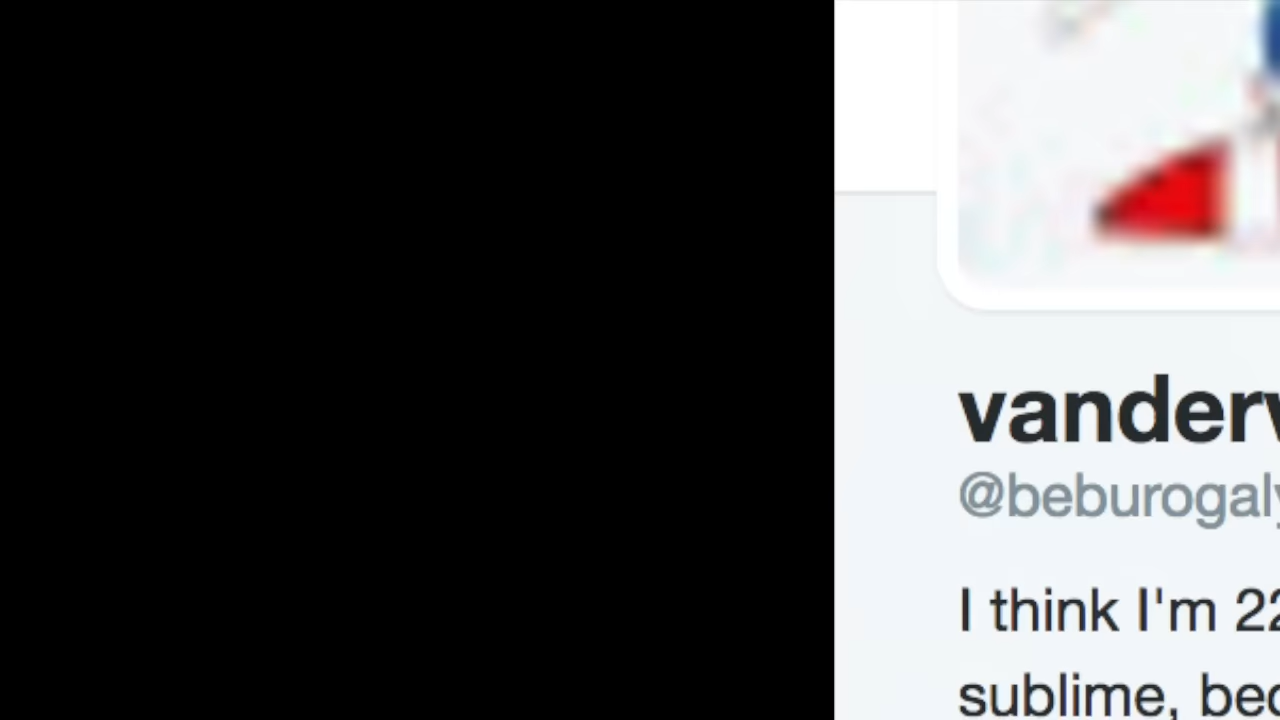 vanderv
@beburogaly
I think I'm 22
sublime, bec